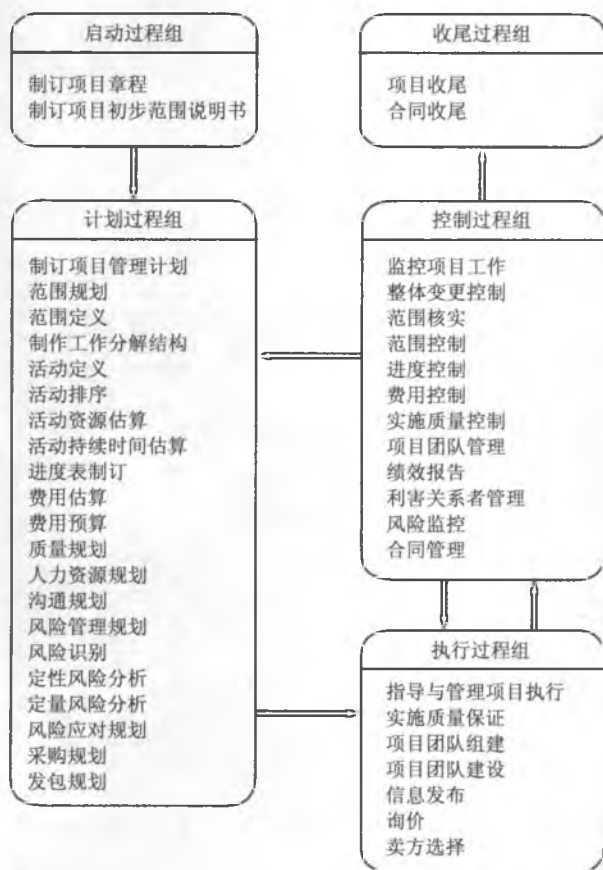 启动过程组
制订项目章程
制订项目初步范围说明书
收尾过程组
项目收尾
合同收尾
计划过程组
制订项目管理计划
范围规划
范围定义
制作工作分解结构
活动定义
活动排序
活动资源估算
活动持续时间估算
进度表制订
费用估算
费用预算
质量规划
人力资源规划
沟通规划
风险管理规划
风险识别
定性风险分析
定量风险分析
风险应对规划
采购规划
发包规划
控制过程组
监控项目工作
整体变更控制
范围核实
范围控制
进度控制
费用控制
实施质量控制
项目团队管理
绩效报告
利害关系者管理
风险监控
合同管理
执行过程组
指导与管理项目执行
实施质量保证
项目团队组建
项目团队建设
信息发布
询价
卖方选择